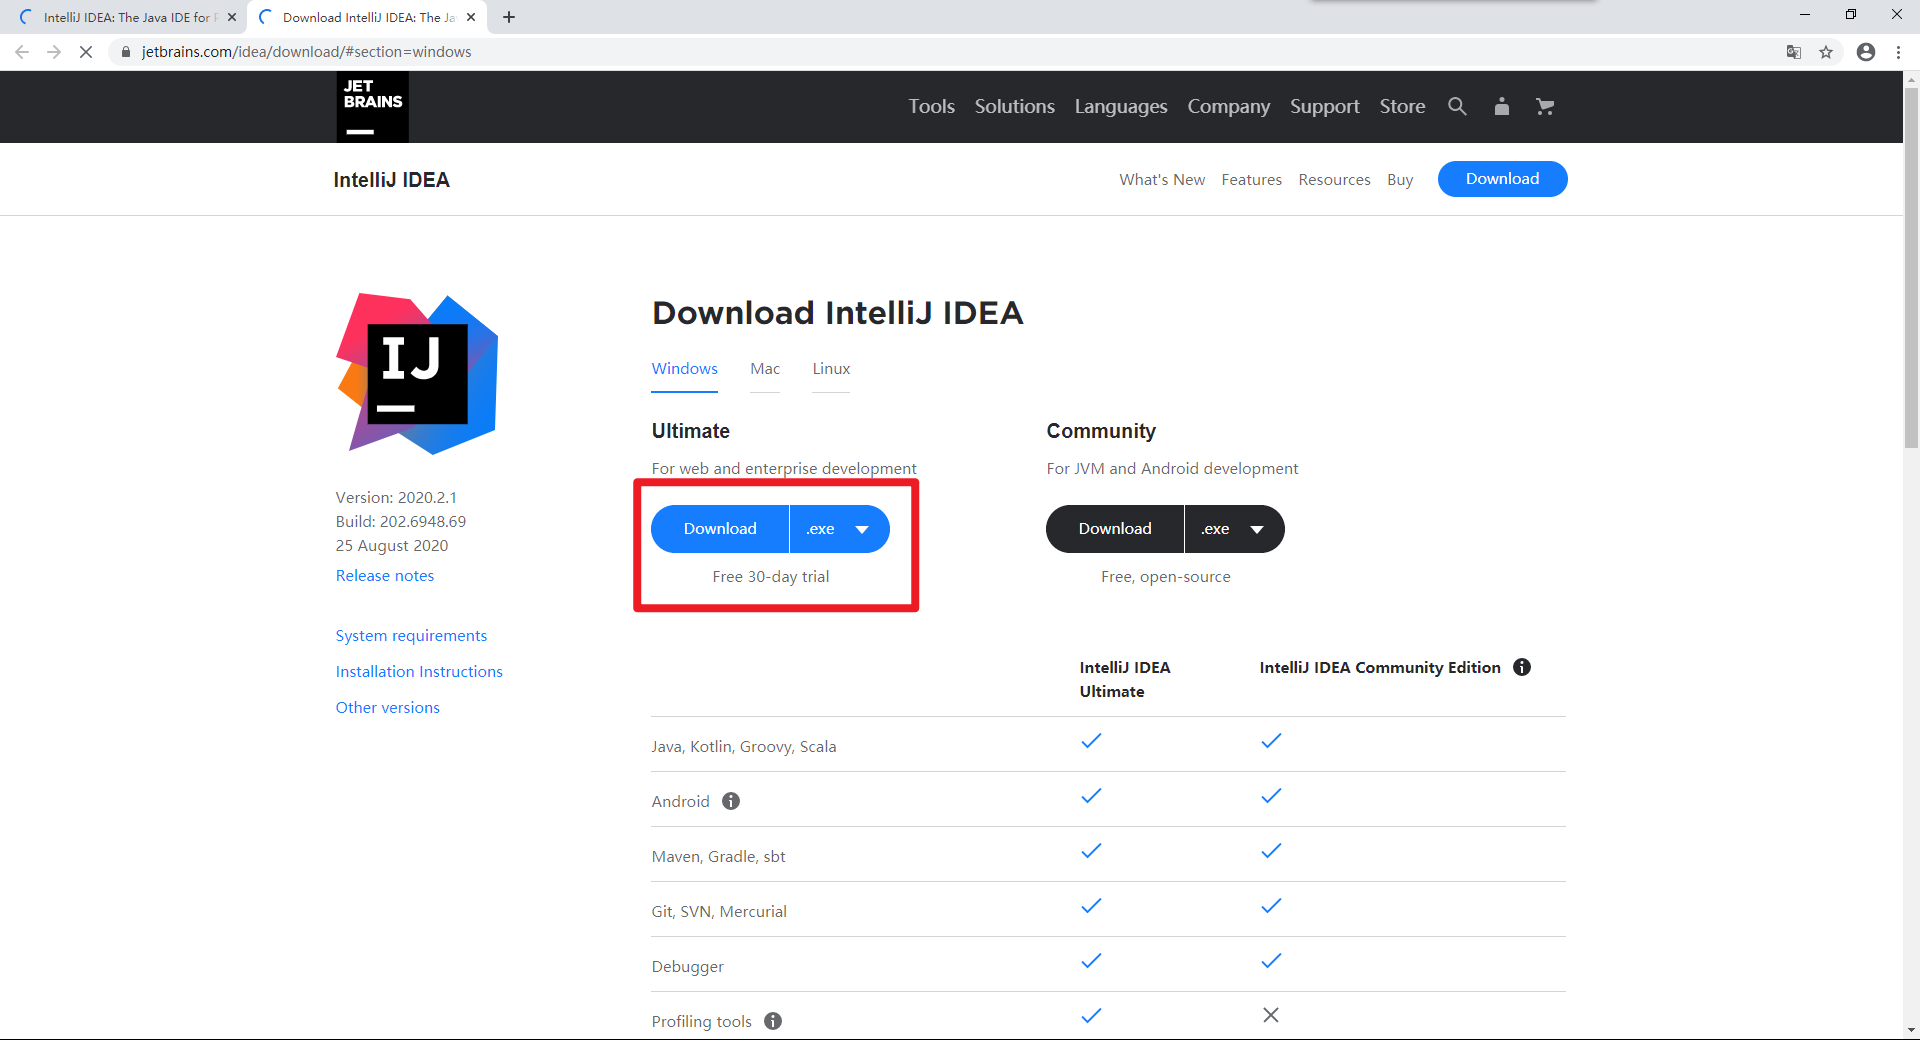 IntelliJ IDEA: The Java IDE for
Download IntelliJ IDEA: The Ja
jetbrains.com/idea/download/#section=windows
JET
BRAINS
Tools Solutions Languages Company Support Store
IntelliJ IDEA
What's New Features Resources Buy Download
IJ
Download IntelliJ IDEA
Windows Mac Linux
Ultimate
For web and enterprise development
Download .exe
Free 30-day trial
Community
For JVM and Android development
Download .exe
Free, open-source
Version: 2020.2.1
Build: 202.6948.69
25 August 2020
Release notes
System requirements
Installation Instructions
Other versions
IntelliJ IDEA
Ultimate
IntelliJ IDEA Community Edition
Java, Kotlin, Groovy, Scala
Android
Maven, Gradle, sbt
Git, SVN, Mercurial
Debugger
Profiling tools